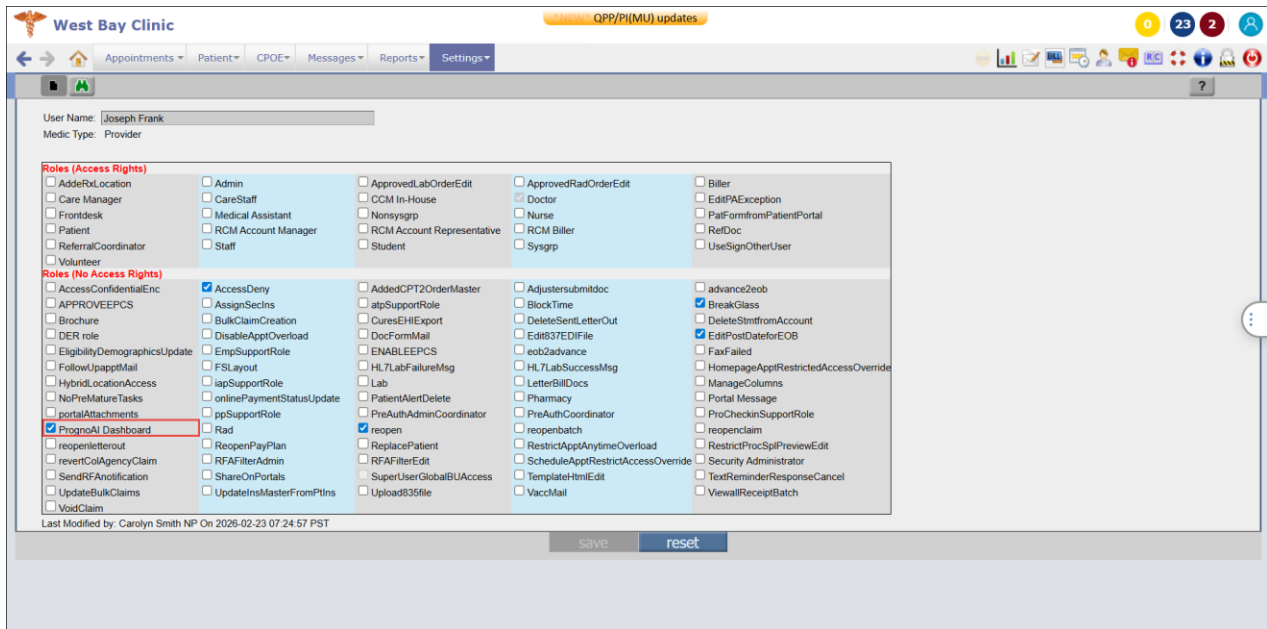 West Bay Clinic
*NEW* QPP/PI(MU) updates
0 23 2
Appointments Patient CPOE Messages Reports Settings
BILL R|C
?
User Name: Joseph Frank
Medic Type: Provider
Roles (Access Rights)
AddeRxLocation Admin ApprovedLabOrderEdit ApprovedRadOrderEdit Biller
Care Manager CareStaff CCM In-House Doctor EditPAException
Frontdesk Medical Assistant Nonsysgrp Nurse PatFormfromPatientPortal
Patient RCM Account Manager RCM Account Representative RCM Biller RefDoc
ReferralCoordinator Staff Student Sysgrp UseSignOtherUser
Volunteer
Roles (No Access Rights)
AccessConfidentialEnc AccessDeny AddedCPT2OrderMaster Adjustersubmitdoc advance2eob
APPROVEEPCS AssignSecIns atpSupportRole BlockTime BreakGlass
Brochure BulkClaimCreation CuresEHIExport DeleteSentLetterOut DeleteStmtfromAccount
DER role DisableApptOverload DocFormMail Edit837EDIFile EditPostDateforEOB
EligibilityDemographicsUpdate EmpSupportRole ENABLEEPCS eob2advance FaxFailed
FollowUpapptMail FSLayout HL7LabFailureMsg HL7LabSuccessMsg HomepageApptRestrictedAccessOverride
HybridLocationAccess iapSupportRole Lab LetterBillDocs ManageColumns
NoPreMatureTasks onlinePaymentStatusUpdate PatientAlertDelete Pharmacy Portal Message
portalAttachments ppSupportRole PreAuthAdminCoordinator PreAuthCoordinator ProCheckinSupportRole
PrognoAI Dashboard Rad reopen reopenbatch reopenclaim
reopenletterout ReopenPayPlan ReplacePatient RestrictApptAnytimeOverload RestrictProcSplPreviewEdit
revertColAgencyClaim RFAFilterAdmin RFAFilterEdit ScheduleApptRestrictAccessOverride Security Administrator
SendRFAnotification ShareOnPortals SuperUserGlobalBUAccess TemplateHtmlEdit TextReminderResponseCancel
UpdateBulkClaims UpdateInsMasterFromPtIns Upload835file VaccMail ViewallReceiptBatch
VoidClaim
Last Modified by: Carolyn Smith NP On 2026-02-23 07:24:57 PST
save reset